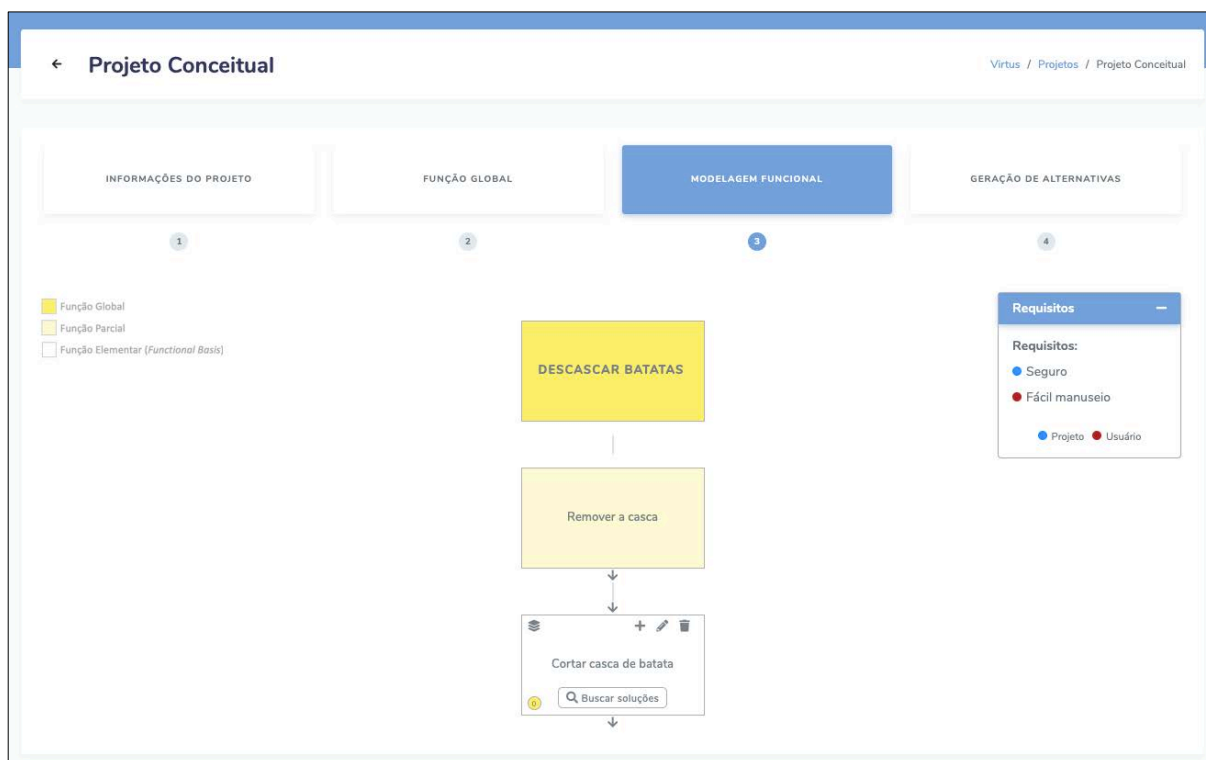 Projeto Conceitual
Virtus / Projetos / Projeto Conceitual
INFORMAÇÕES DO PROJETO
FUNÇÃO GLOBAL
MODELAGEM FUNCIONAL
GERAÇÃO DE ALTERNATIVAS
1
2
3
4
Função Global
Função Parcial
Função Elementar (Functional Basis)
DESCASCAR BATATAS
Remover a casca
Cortar casca de batata
0
Buscar soluções
Requisitos
Requisitos:
Seguro
Fácil manuseio
Projeto Usuário